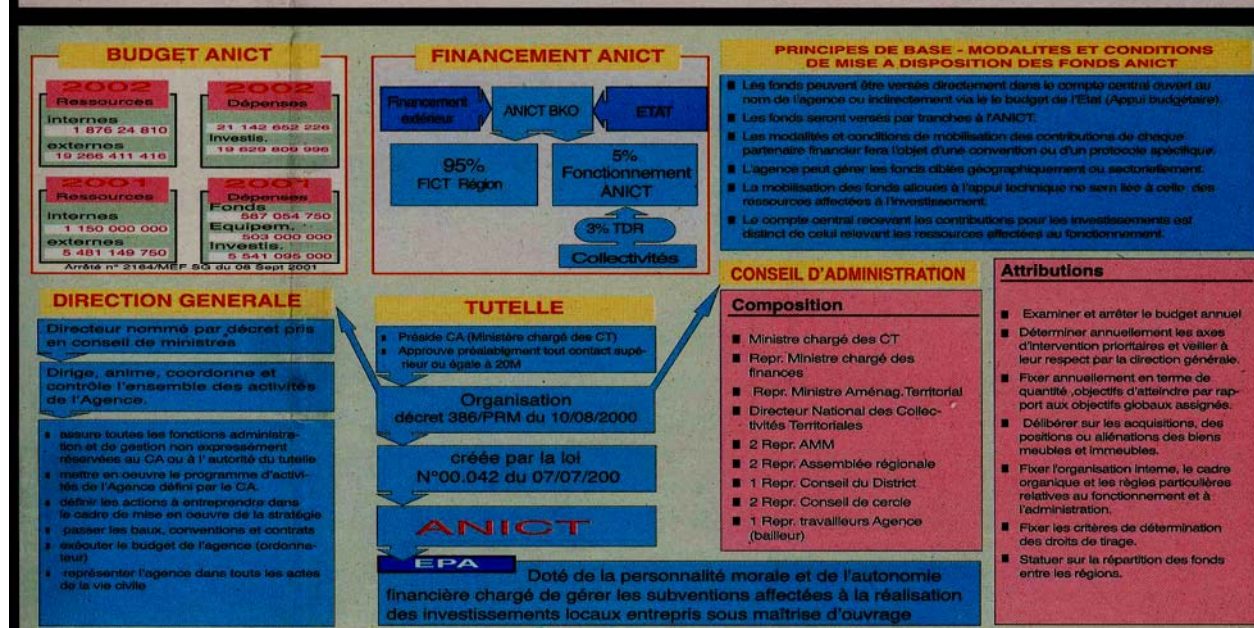 BUDGET ANICT
2002
Ressources
internes
1 876 24 810
externes
19 266 411 416
2002
Dépenses
21 142 652 226
Investis.
19 629 809 996
2001
Ressources
internes
1 150 000 000
externes
5 481 149 750
2001
Dépenses
Fonds
587 054 750
Equipem.
503 000 000
Investis.
5 541 095 000
Arrêté n° 2164/MEF SG du 06 Sept 2001
FINANCEMENT ANICT
Financement
extérieur
ANICT BKO
ETAT
95%
FICT Région
5%
Fonctionnement
ANICT
3% TDR
Collectivités
PRINCIPES DE BASE - MODALITES ET CONDITIONS
DE MISE A DISPOSITION DES FONDS ANICT
■ Les fonds peuvent être versés directement dans le compte central ouvert au
nom de l'agence ou indirectement via le le budget de l'Etat (Appui budgétaire).
■ Les fonds seront versés par tranches à l'ANICT.
■ Les modalités et conditions de mobilisation des contributions de chaque
partenaire financier fera l'objet d'une convention ou d'un protocole spécifique.
■ L'agence peut gérer les fonds ciblés géographiquement ou sectoriellement.
■ La mobilisation des fonds alloués à l'appui technique ne sera liée à celle des
ressources affectées à l'investissement.
■ Le compte central recevant les contributions pour les investissements est
distinct de celui relevant les ressources affectées au fonctionnement.
DIRECTION GENERALE
Directeur nommé par décret pris
en conseil de ministres
Dirige, anime, coordonne et
contrôle l'ensemble des activités
de l'Agence.
■ assure toutes les fonctions administra-
tion et de gestion non expressément
réservées au CA ou à l' autorité du tutelle
■ mettre en oeuvre le programme d'activi-
tés de l'Agence défini par le CA.
■ définir les actions à entreprendre dans
le cadre de mise en oeuvre de la stratégie
■ passer les baux, conventions et contrats
■ exécuter le budget de l'agence (ordonna-
teur)
■ représenter l'agence dans toute les actes
de la vie civile
TUTELLE
■ Préside CA (Ministère chargé des CT)
■ Approuve préalablement tout contact supé-
rieur ou égale à 20M
Organisation
décret 386/PRM du 10/08/2000
créée par la loi
N°00.042 du 07/07/200
ANICT
EPA
Doté de la personnalité morale et de l'autonomie
financière chargé de gérer les subventions affectées à la réalisation
des investissements locaux entrepris sous maîtrise d'ouvrage
CONSEIL D'ADMINISTRATION
Composition
■ Ministre chargé des CT
■ Repr. Ministre chargé des
finances
■ Repr. Ministre Aménag.Territorial
■ Directeur National des Collec-
tivités Territoriales
■ 2 Repr. AMM
■ 2 Repr. Assemblée régionale
■ 1 Repr. Conseil du District
■ 2 Repr. Conseil de cercle
■ 1 Repr. travailleurs Agence
(bailleur)
Attributions
■ Examiner et arrêter le budget annuel
■ Déterminer annuellement les axes
d'intervention prioritaires et veiller à
leur respect par la direction générale.
■ Fixer annuellement en terme de
quantité ,objectifs d'atteindre par rap-
port aux objectifs globaux assignés.
■ Délibérer sur les acquisitions, des
positions ou aliénations des biens
meubles et immeubles.
■ Fixer l'organisation interne, le cadre
organique et les règles particulières
relatives au fonctionnement et à
l'administration.
■ Fixer les critères de détermination
des droits de tirage.
■ Statuer sur la répartition des fonds
entre les régions.